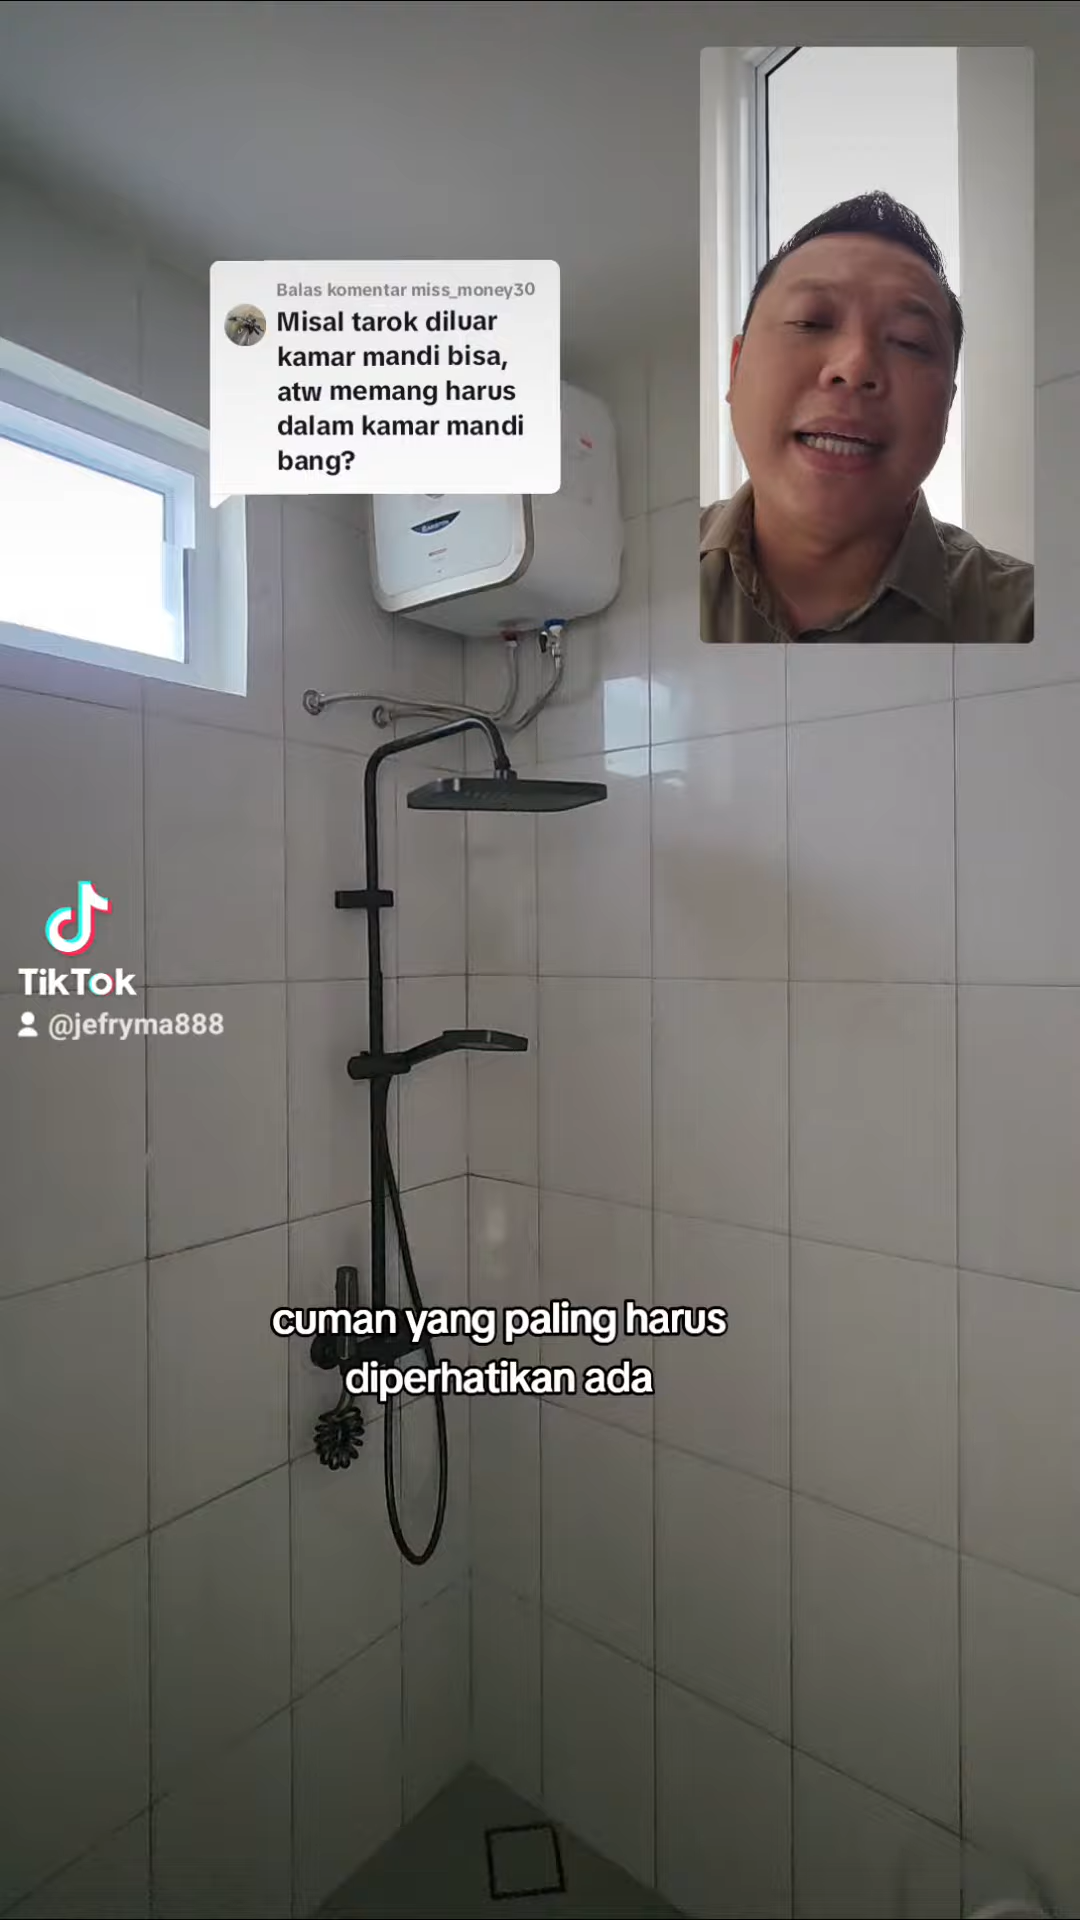 Balas komentar miss_money30
Misal tarok diluar
kamar mandi bisa,
atw memang harus
dalam kamar mandi
bang?
ARISTON
TikTok
@jefryma888
cuman yang paling harus
diperhatikan ada